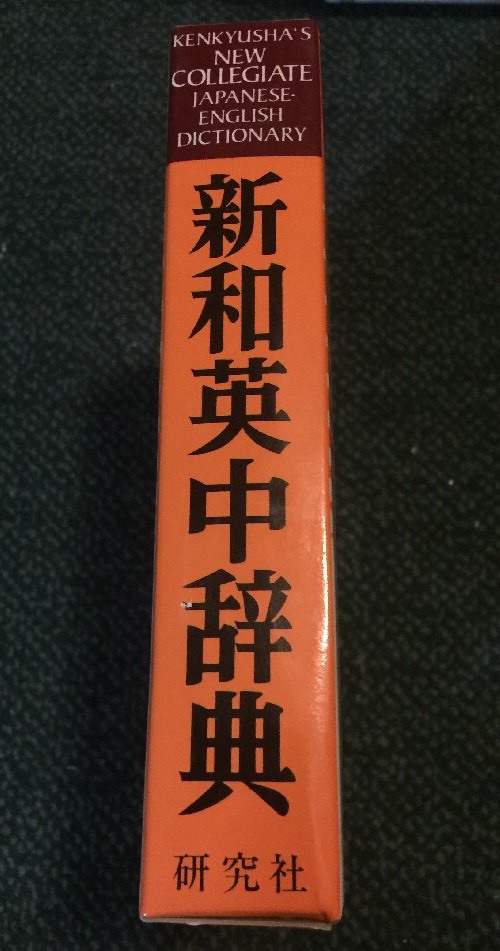 KENKYUSHA'S
NEW
COLLEGIATE
JAPANESE-
ENGLISH
DICTIONARY
新和英中辞典
研究社